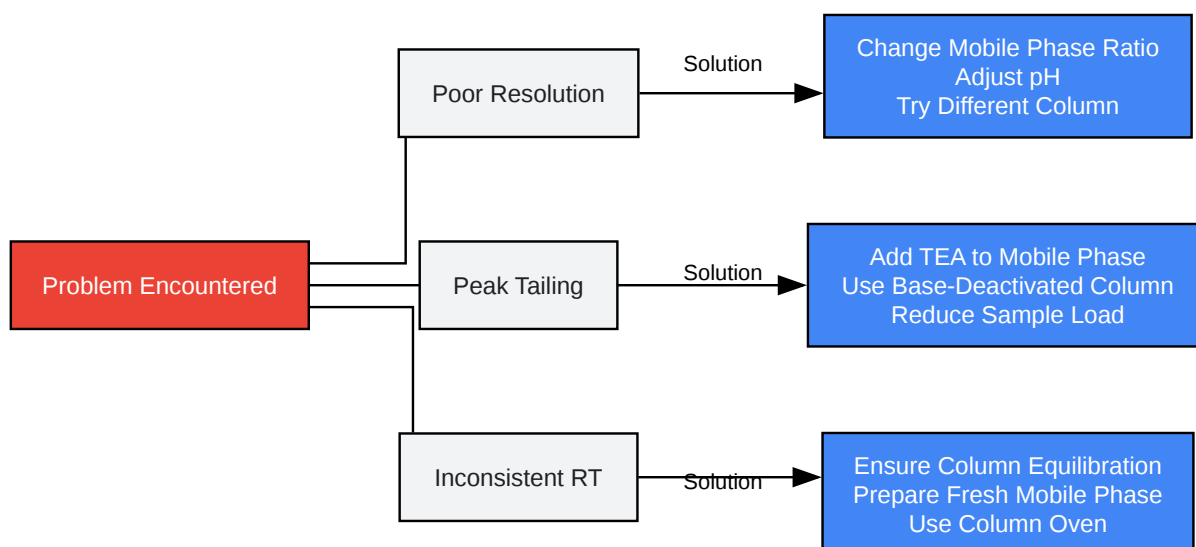 Problem Encountered
Poor Resolution
Solution
Change Mobile Phase Ratio
Adjust pH
Try Different Column
Peak Tailing
Solution
Add TEA to Mobile Phase
Use Base-Deactivated Column
Reduce Sample Load
Inconsistent RT
Solution
Ensure Column Equilibration
Prepare Fresh Mobile Phase
Use Column Oven